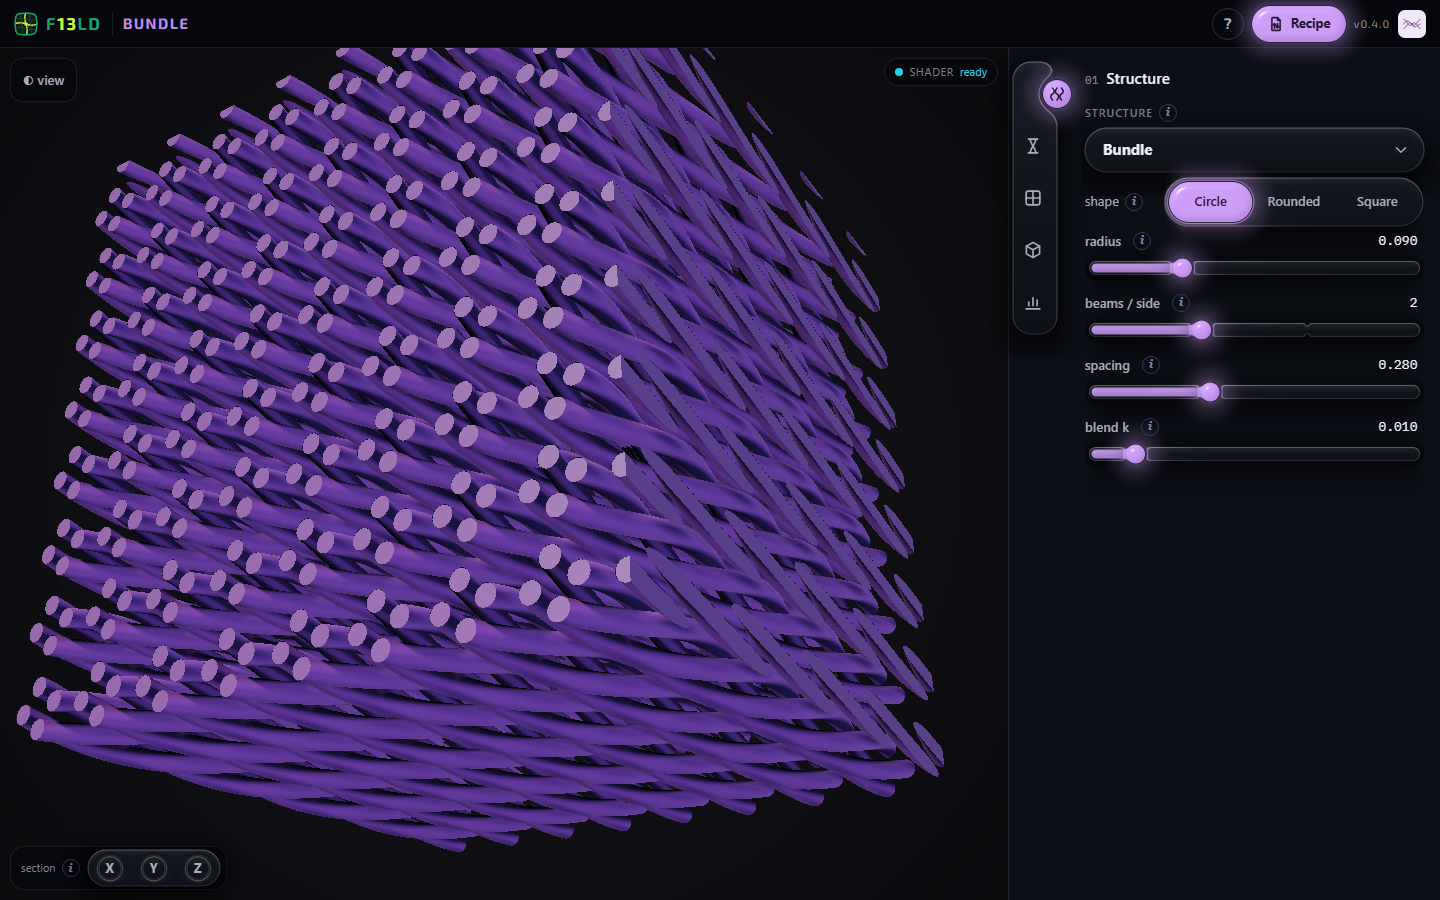 F13LD BUNDLE
? Recipe v0.4.0
view
SHADER ready
01 Structure
STRUCTURE i
Bundle
shape i Circle Rounded Square
radius i 0.090
beams / side i 2
spacing i 0.280
blend k i 0.010
section i X Y Z